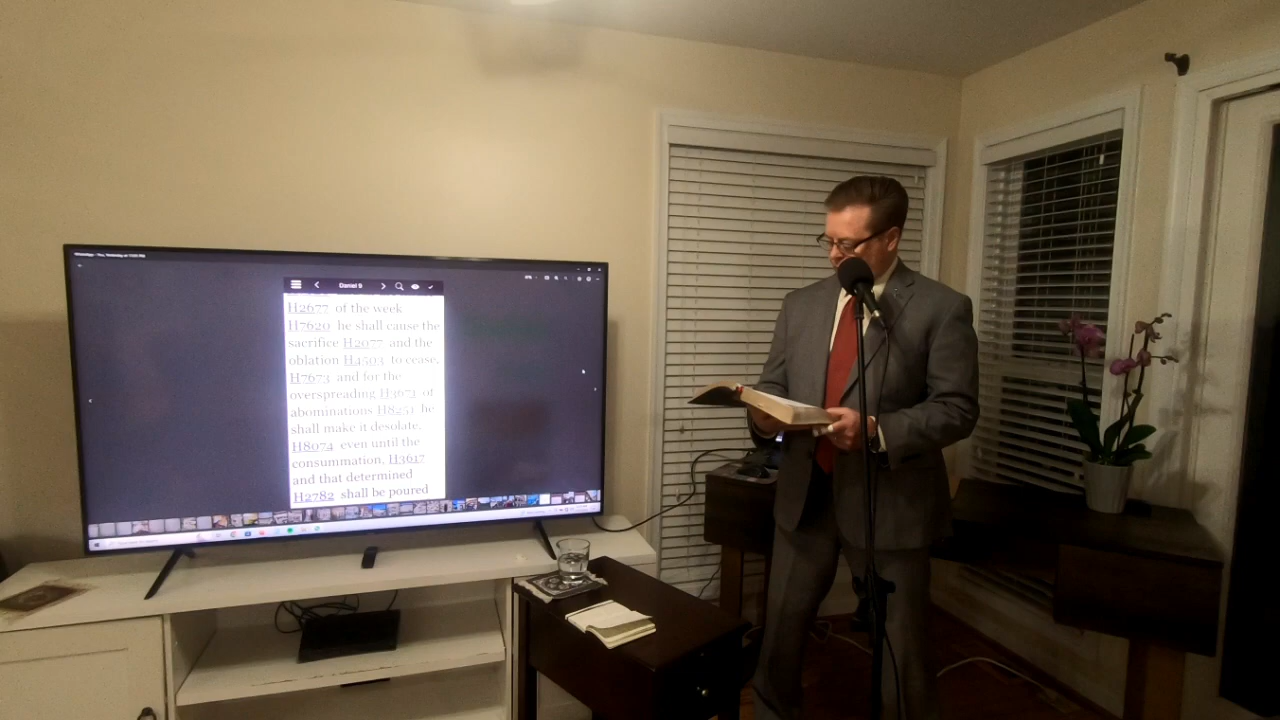 Daniel 9
H2677 of the week
H7620 he shall cause the
sacrifice H2077 and the
oblation H4503 to cease,
H7673 and for the
overspreading H3671 of
abominations H8251 he
shall make it desolate,
H8074 even until the
consummation, H3617
and that determined
H2782 shall be poured